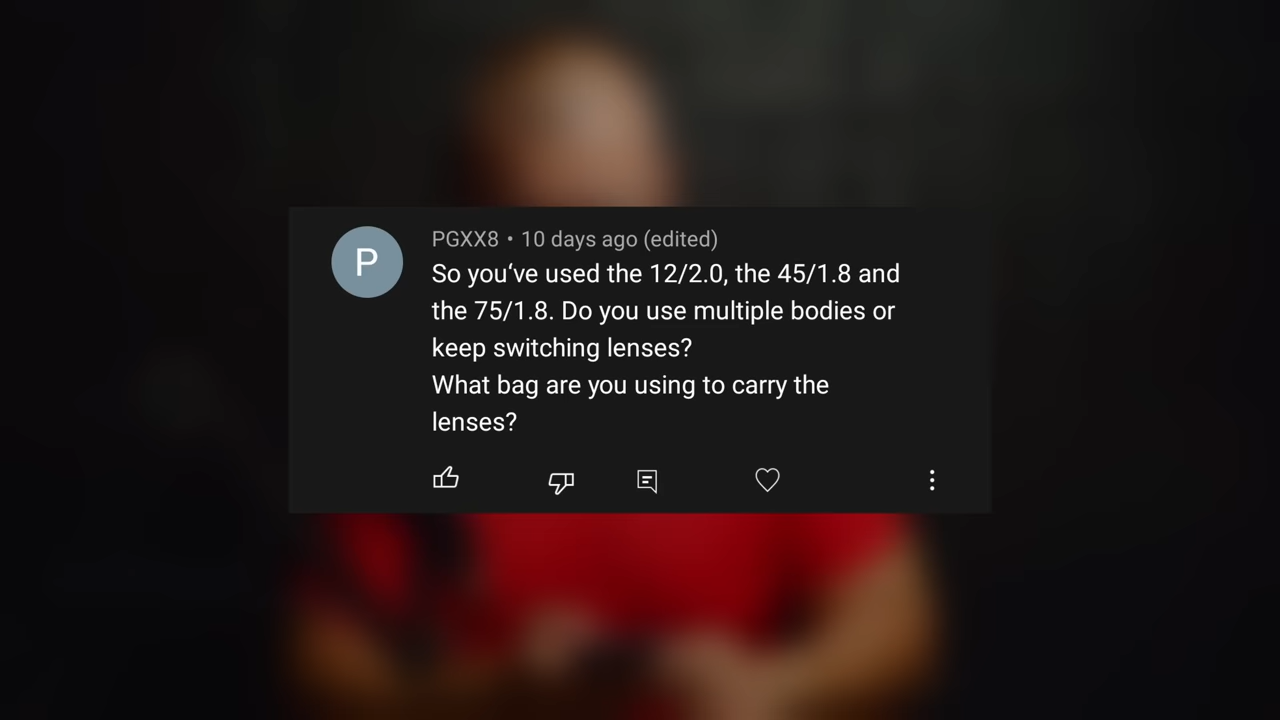 P
PGXX8 • 10 days ago (edited)
So you‘ve used the 12/2.0, the 45/1.8 and
the 75/1.8. Do you use multiple bodies or
keep switching lenses?
What bag are you using to carry the
lenses?